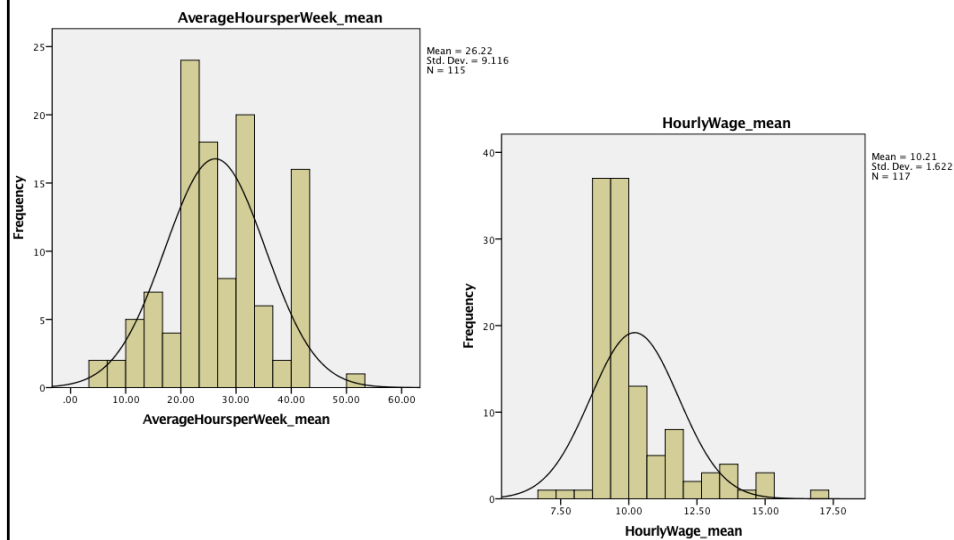 AverageHoursperWeek_mean
Mean = 26.22
Std. Dev. = 9.116
N = 115
25
20
15
10
5
0
Frequency
.00 10.00 20.00 30.00 40.00 50.00 60.00
AverageHoursperWeek_mean
HourlyWage_mean
Mean = 10.21
Std. Dev. = 1.622
N = 117
40
30
20
10
0
Frequency
7.50 10.00 12.50 15.00 17.50
HourlyWage_mean